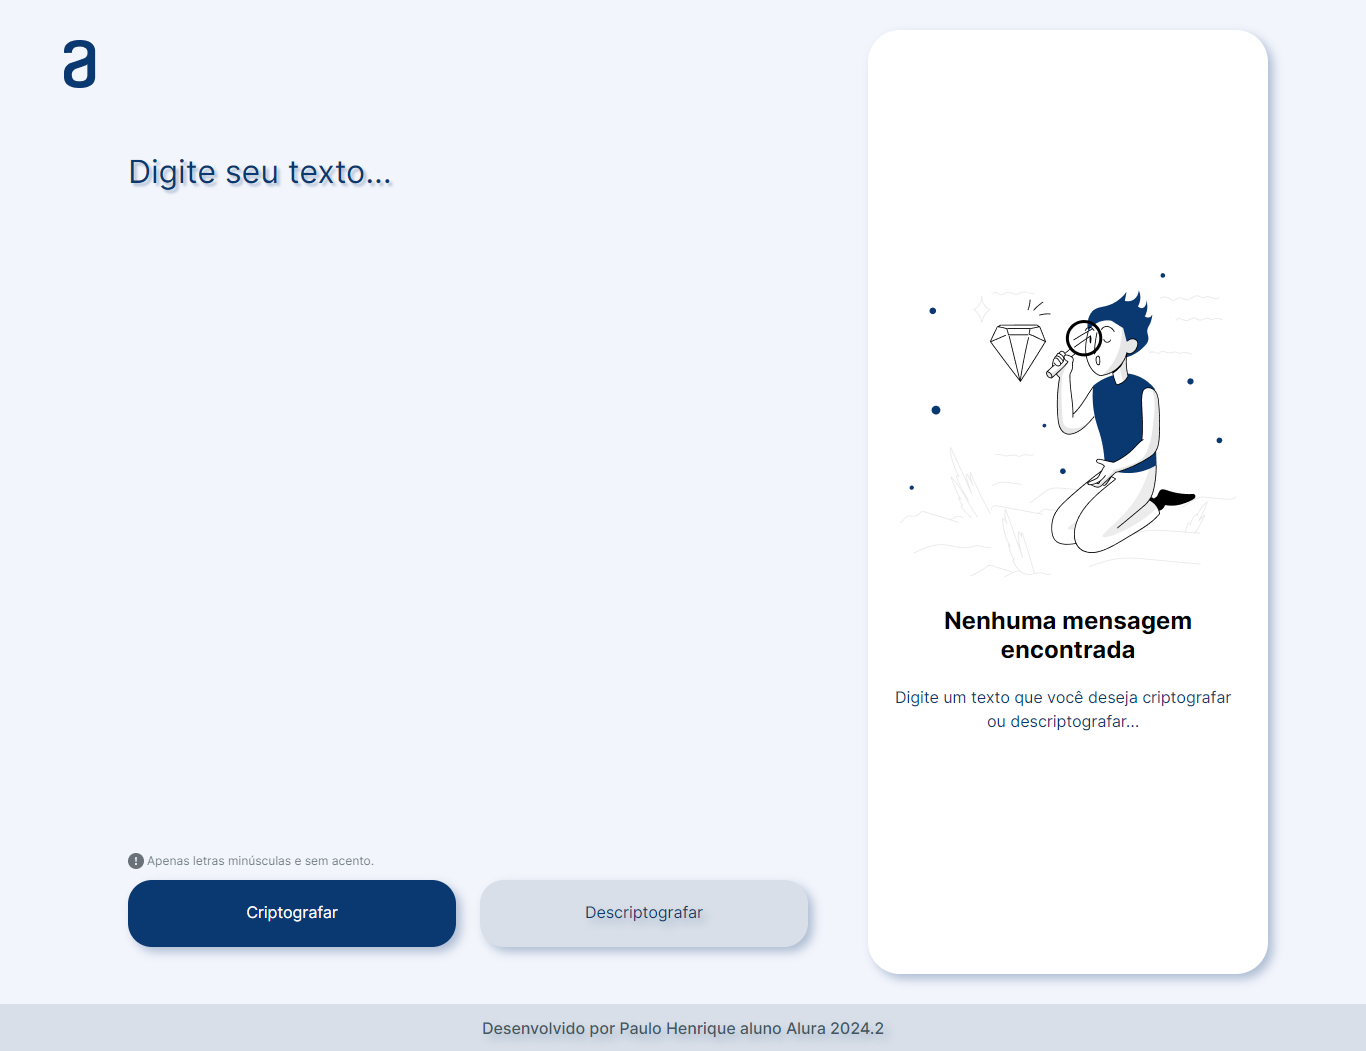 a
Digite seu texto...
Nenhuma mensagem
encontrada
Digite um texto que você deseja criptografar
ou descriptografar...
! Apenas letras minúsculas e sem acento.
Criptografar
Descriptografar
Desenvolvido por Paulo Henrique aluno Alura 2024.2